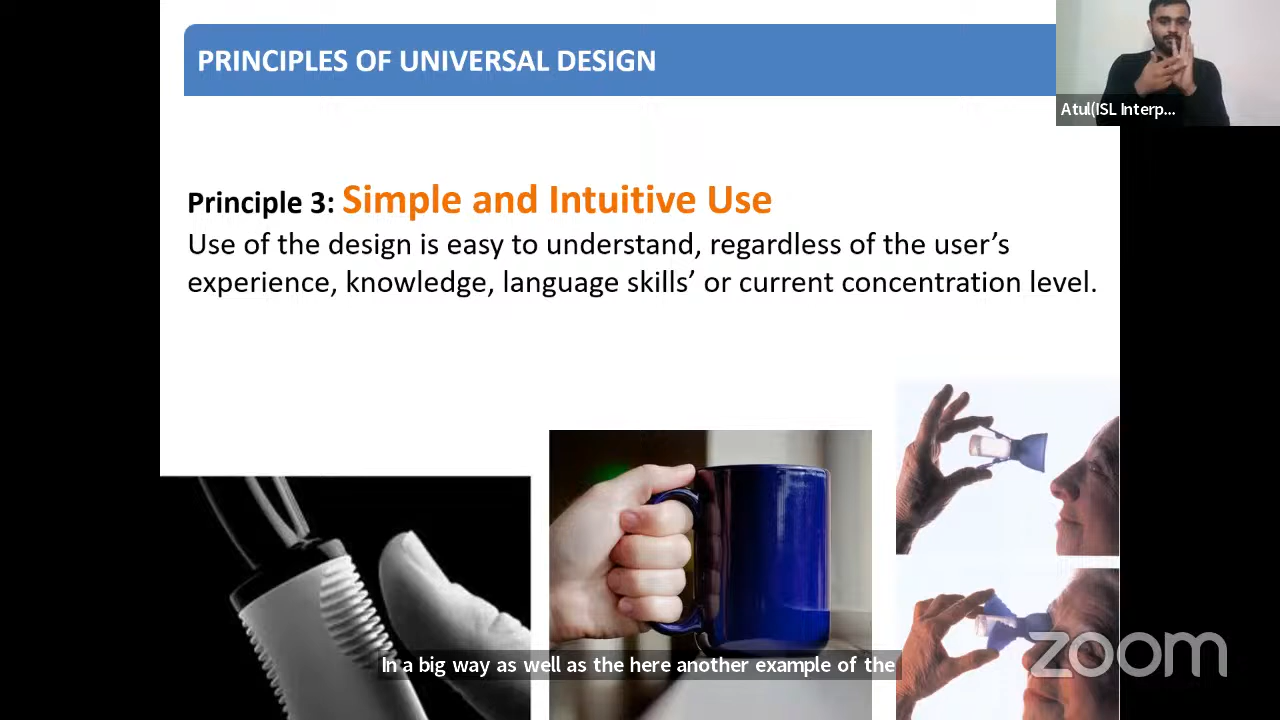 PRINCIPLES OF UNIVERSAL DESIGN
Atul(ISL Interp...
Principle 3: Simple and Intuitive Use
Use of the design is easy to understand, regardless of the user’s
experience, knowledge, language skills’ or current concentration level.
In a big way as well as the here another example of the
zoom